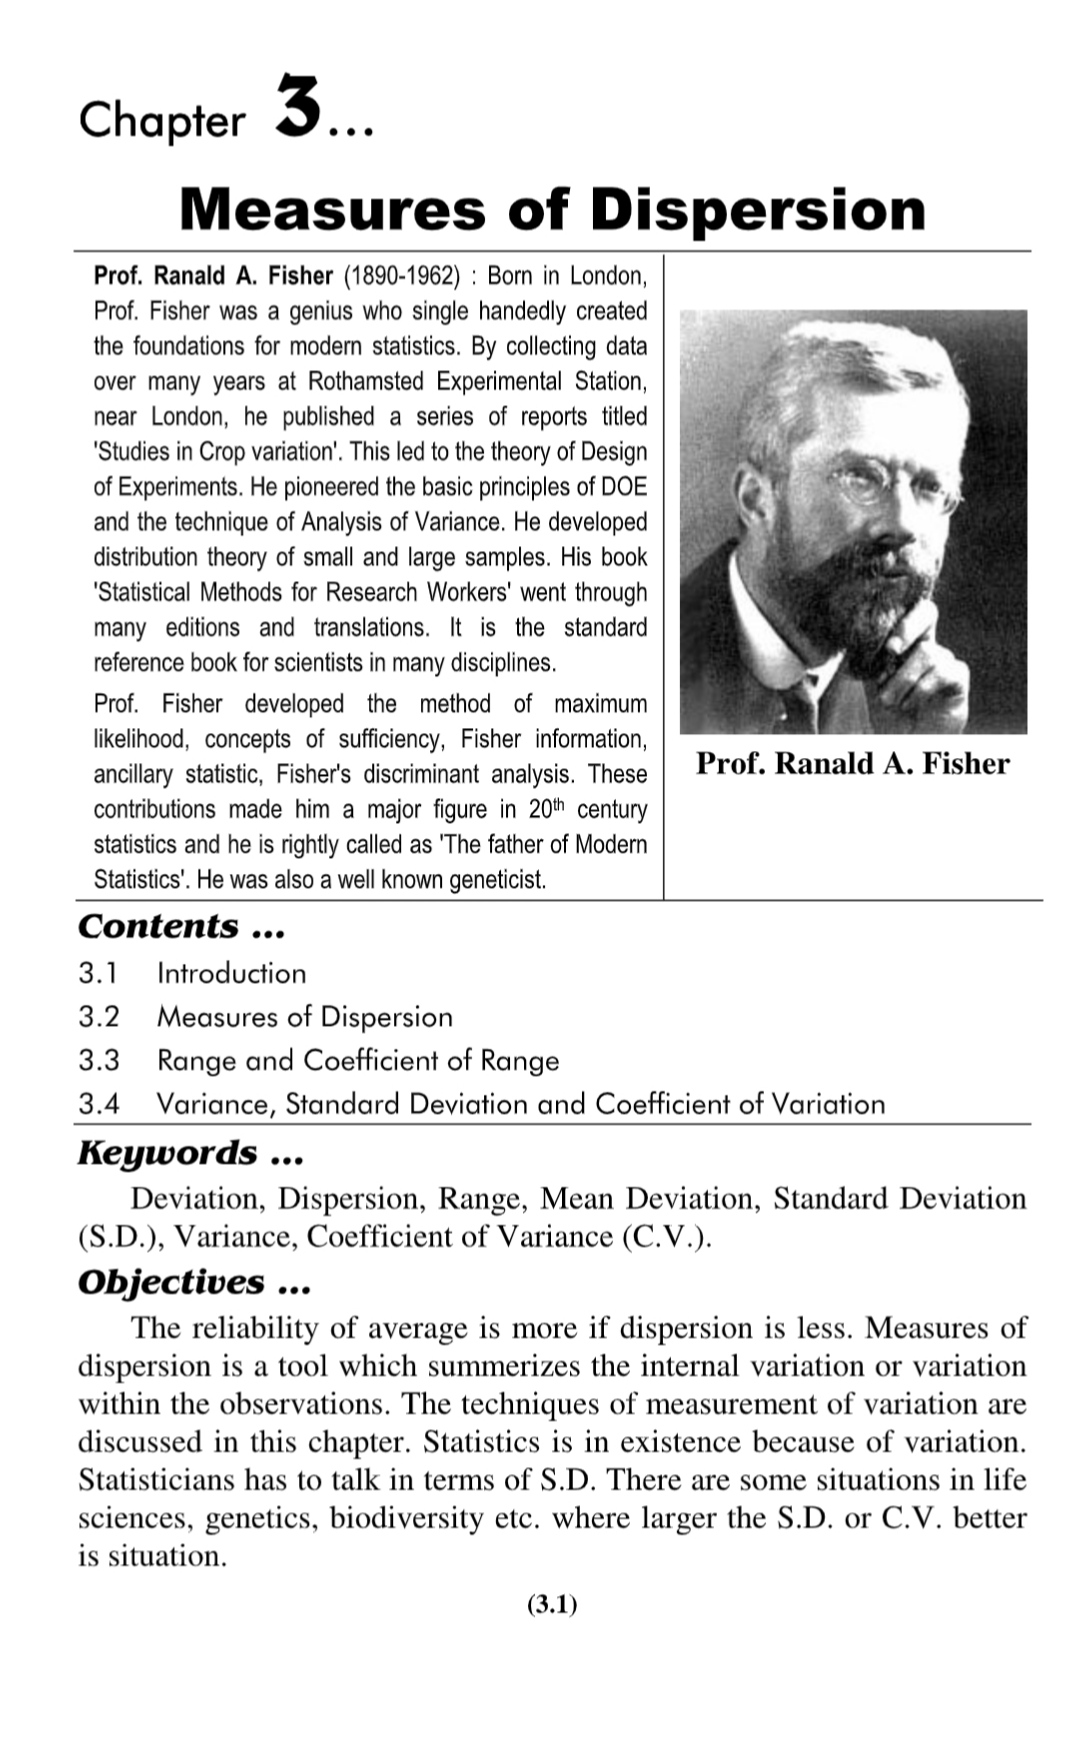 Chapter 3...
Measures of Dispersion
Prof. Ranald A. Fisher (1890-1962) : Born in London,
Prof. Fisher was a genius who single handedly created
the foundations for modern statistics. By collecting data
over many years at Rothamsted Experimental Station,
near London, he published a series of reports titled
'Studies in Crop variation'. This led to the theory of Design
of Experiments. He pioneered the basic principles of DOE
and the technique of Analysis of Variance. He developed
distribution theory of small and large samples. His book
'Statistical Methods for Research Workers' went through
many editions and translations. It is the standard
reference book for scientists in many disciplines.
Prof. Fisher developed the method of maximum
likelihood, concepts of sufficiency, Fisher information,
ancillary statistic, Fisher's discriminant analysis. These
contributions made him a major figure in 20th century
statistics and he is rightly called as 'The father of Modern
Statistics'. He was also a well known geneticist.
Prof. Ranald A. Fisher
Contents ...
3.1 Introduction
3.2 Measures of Dispersion
3.3 Range and Coefficient of Range
3.4 Variance, Standard Deviation and Coefficient of Variation
Keywords ...
Deviation, Dispersion, Range, Mean Deviation, Standard Deviation
(S.D.), Variance, Coefficient of Variance (C.V.).
Objectives ...
The reliability of average is more if dispersion is less. Measures of
dispersion is a tool which summerizes the internal variation or variation
within the observations. The techniques of measurement of variation are
discussed in this chapter. Statistics is in existence because of variation.
Statisticians has to talk in terms of S.D. There are some situations in life
sciences, genetics, biodiversity etc. where larger the S.D. or C.V. better
is situation.
(3.1)